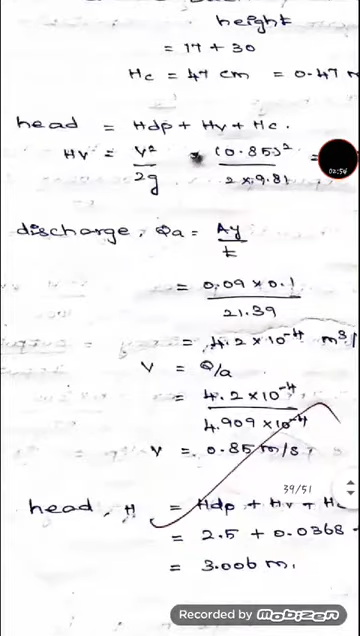 height
= 17 + 30
Hc = 47 cm = 0.47 m
head = Hdp + Hv + Hc.
Hv = V²/2g = (0.85)²/2 x 9.81 =
02:54
discharge, Qa = Ay/t
= 0.09 x 0.1/21.39
= 4.2 x 10⁻⁴ m³/
V = Q/a
= 4.2 x 10⁻⁴/4.909 x 10⁻⁴
V = 0.85 m/s
39/51
head, H = Hdp + Hv + Hc
= 2.5 + 0.0368 +
= 3.006 m.
Recorded by mobizen